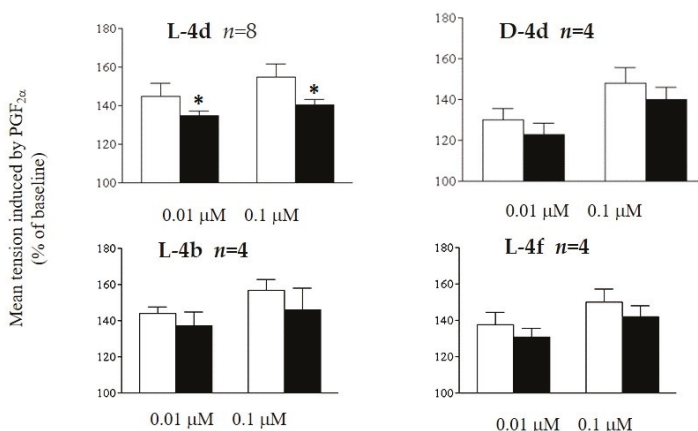 Mean tension induced by PGF2α
(% of baseline)
L-4d n=8
180
160
140
120
100
*
*
0.01 μM 0.1 μM
D-4d n=4
180
160
140
120
100
0.01 μM 0.1 μM
L-4b n=4
180
160
140
120
100
0.01 μM 0.1 μM
L-4f n=4
180
160
140
120
100
0.01 μM 0.1 μM